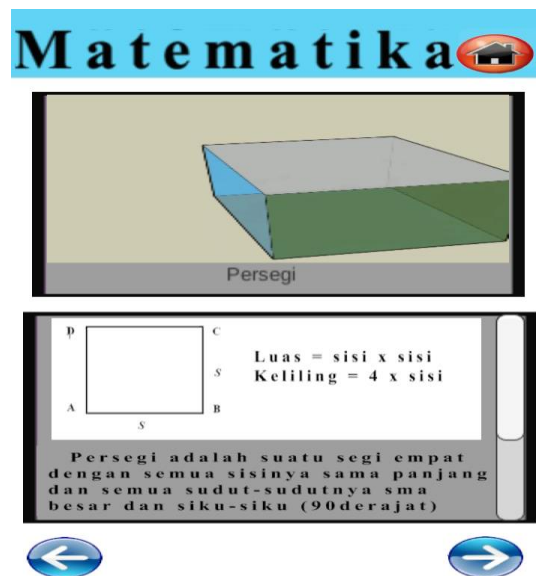 Matematika
Persegi
D C
Luas = sisi x sisi
S
Keliling = 4 x sisi
A B
S
Persegi adalah suatu segi empat
dengan semua sisinya sama panjang
dan semua sudut-sudutnya sma
besar dan siku-siku (90derajat)